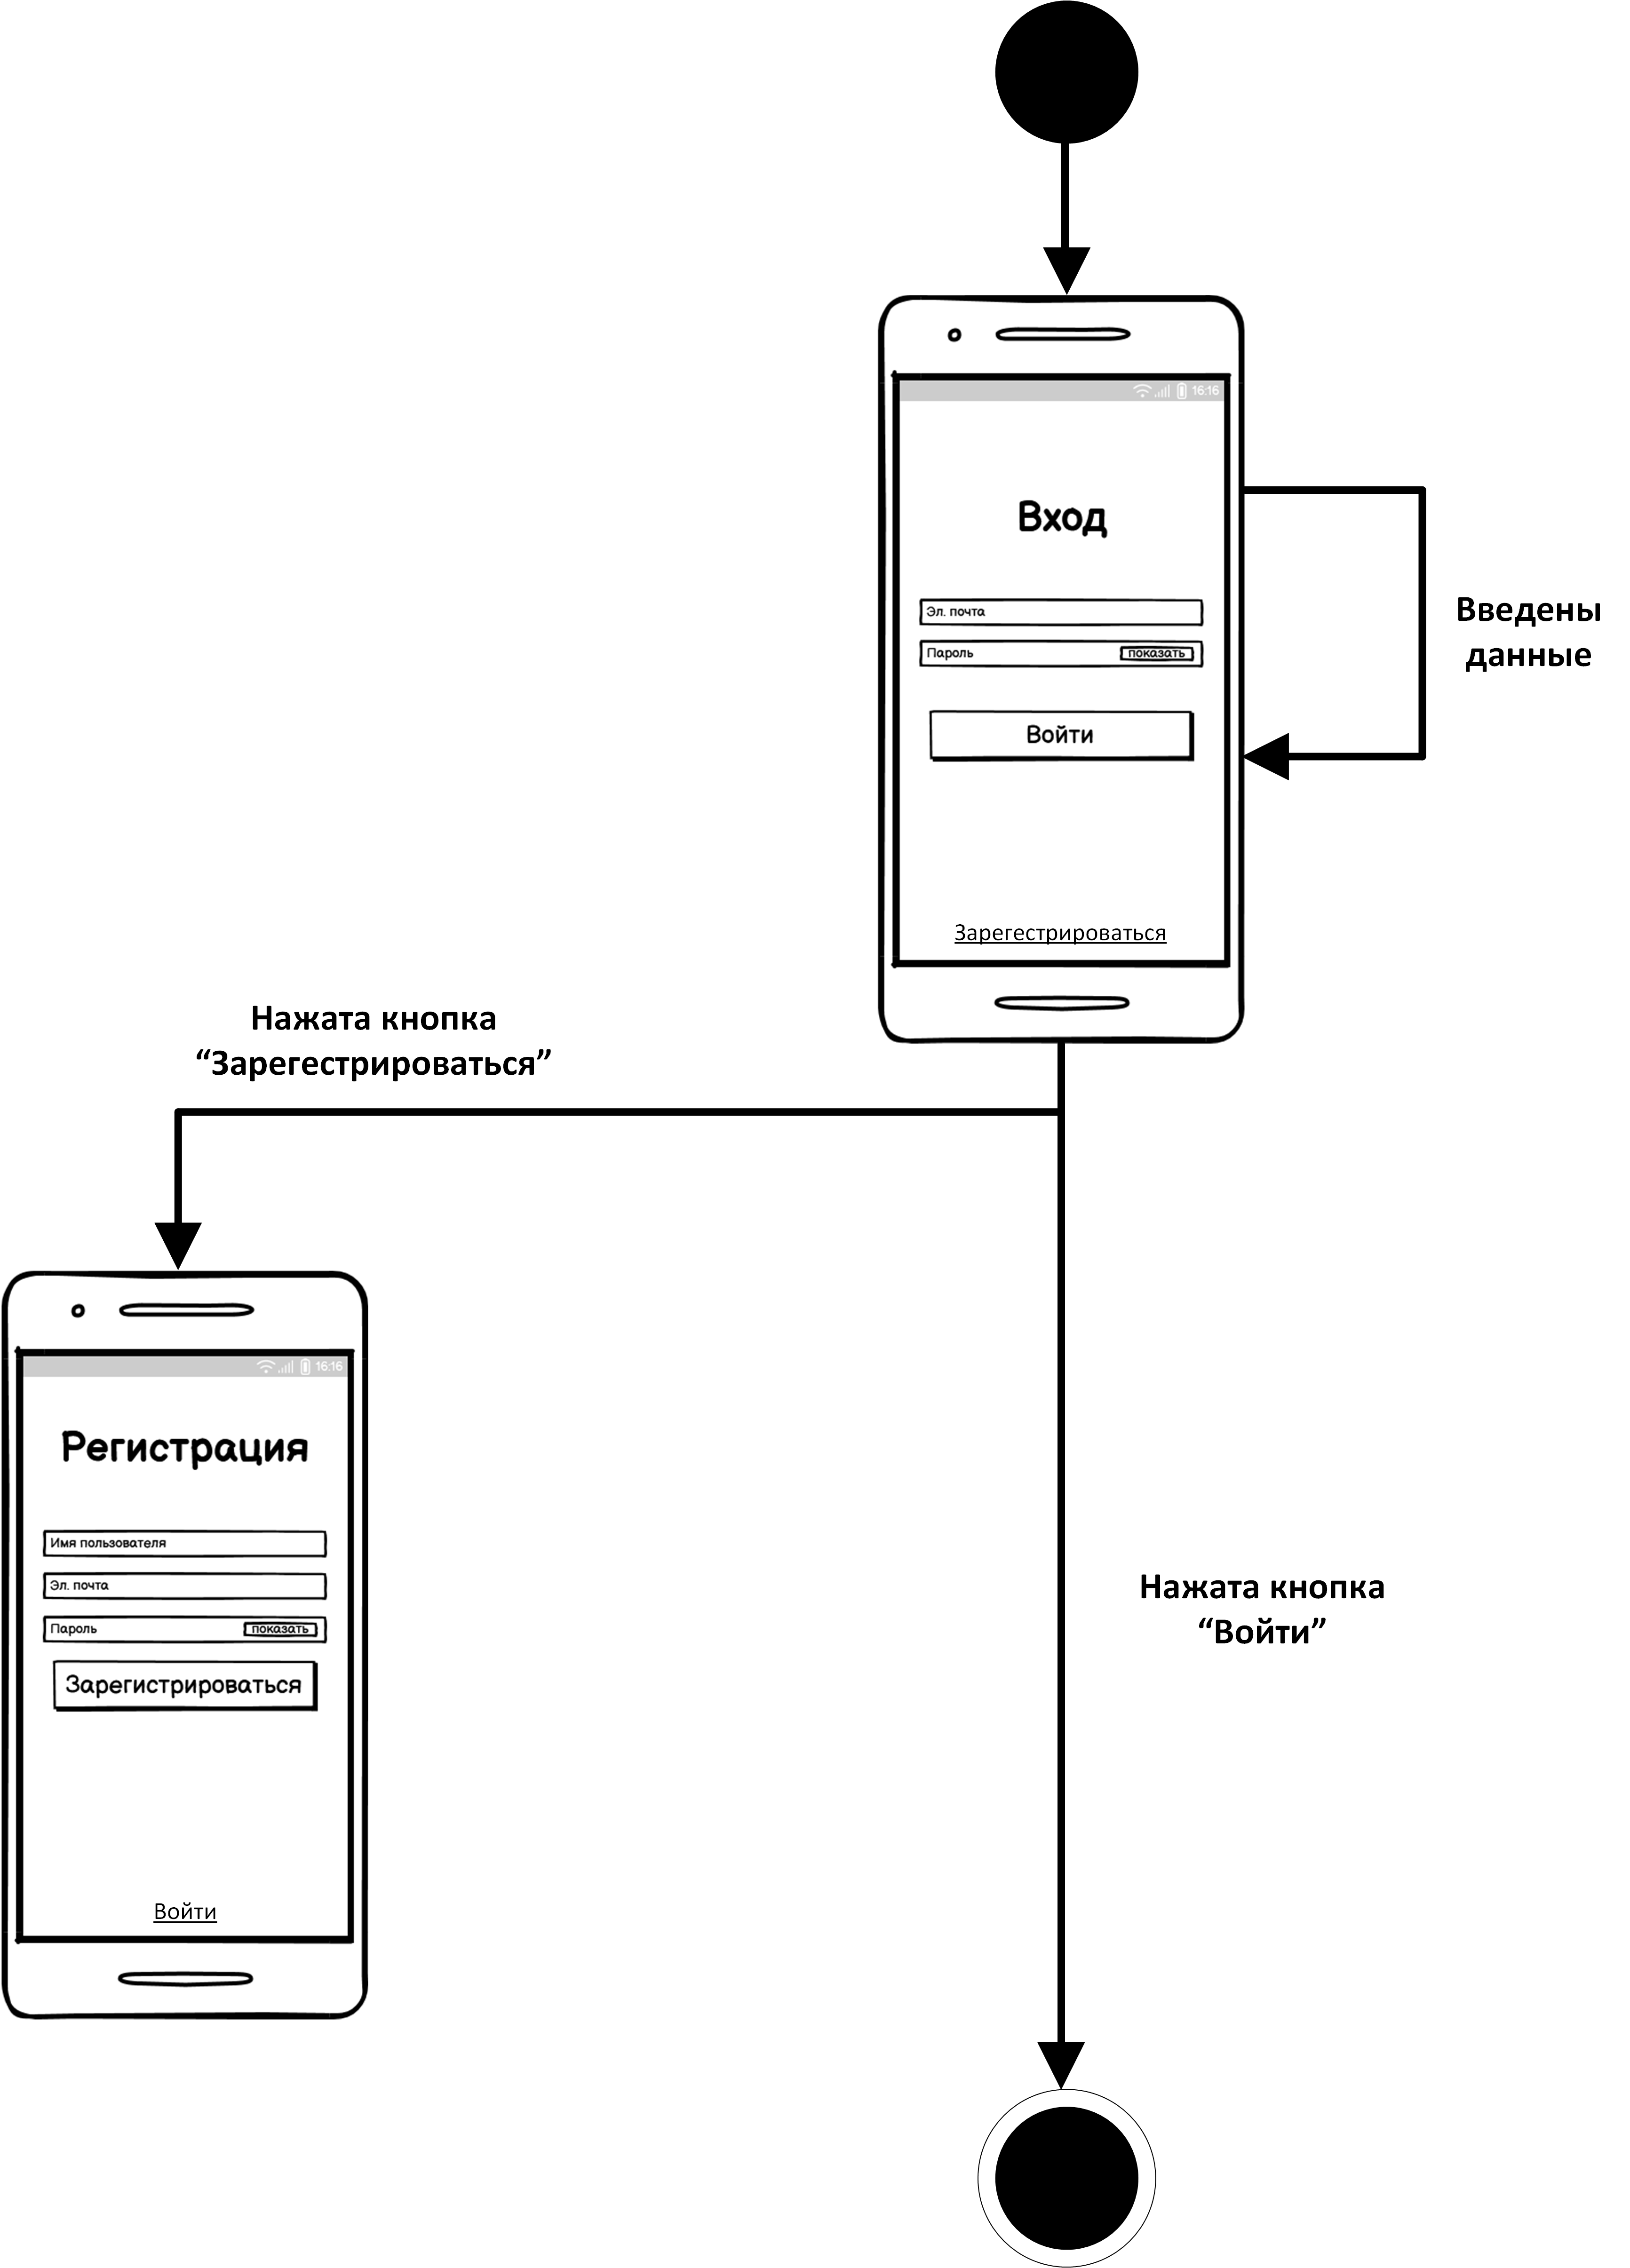 16:16
Вход
Эл. почта
Пароль показать
Войти
Зарегестрироваться
Введены
данные
Нажата кнопка
“Зарегестрироваться”
16:16
Регистрация
Имя пользователя
Эл. почта
Пароль показать
Зарегистрироваться
Войти
Нажата кнопка
“Войти”